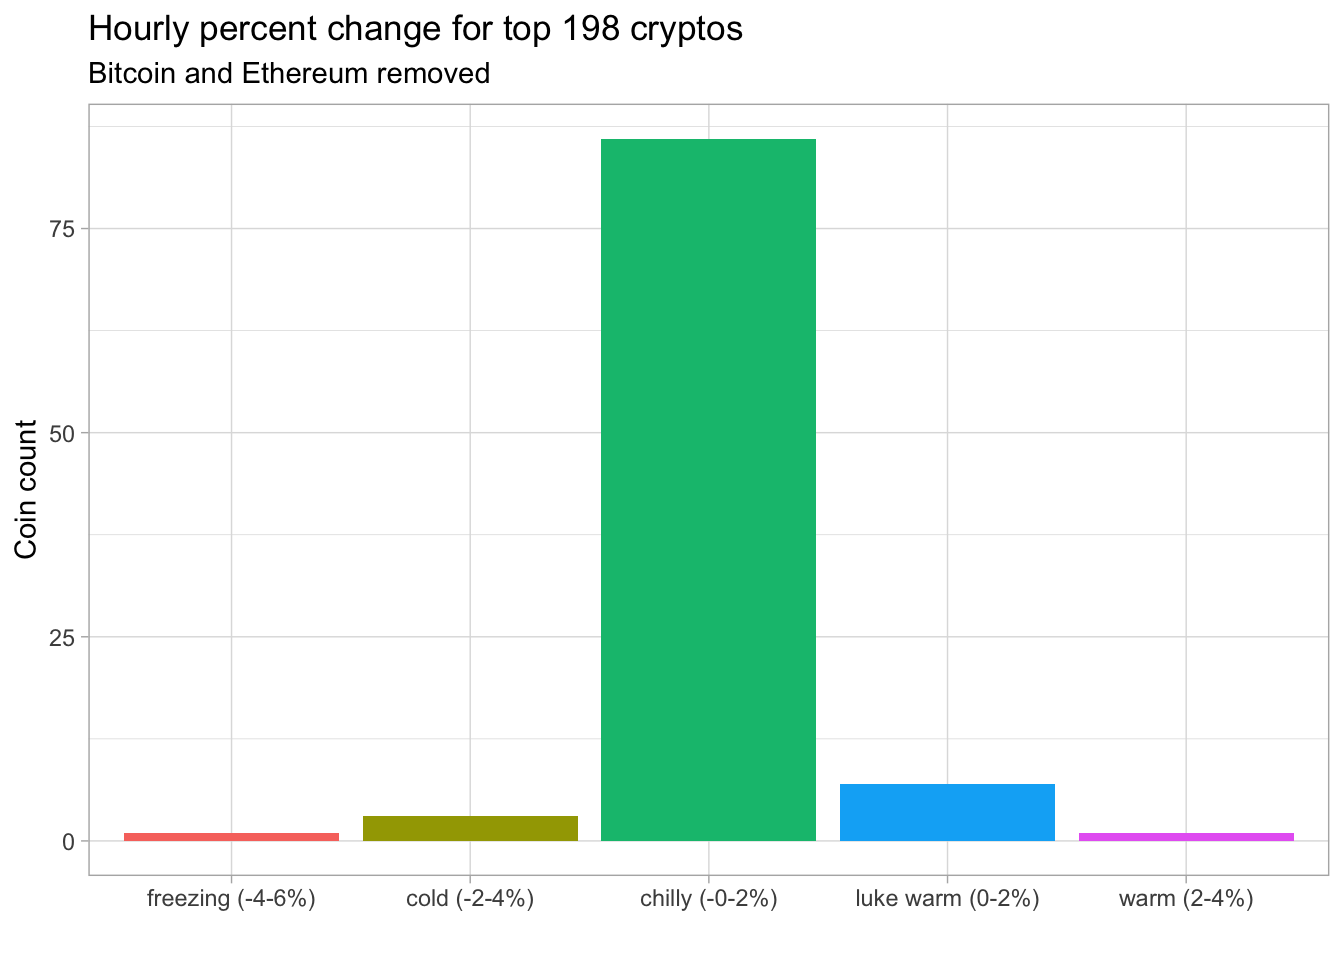 Hourly percent change for top 198 cryptos
Bitcoin and Ethereum removed
Coin count
75
50
25
0
freezing (-4-6%)
cold (-2-4%)
chilly (-0-2%)
luke warm (0-2%)
warm (2-4%)